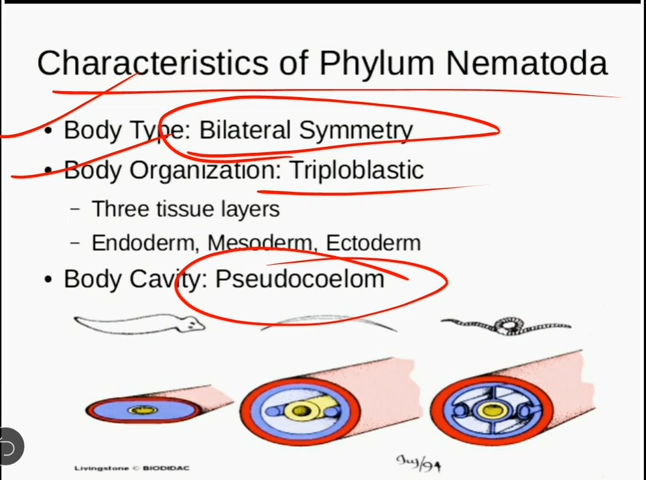 Characteristics of Phylum Nematoda
• Body Type: Bilateral Symmetry
• Body Organization: Triploblastic
– Three tissue layers
– Endoderm, Mesoderm, Ectoderm
• Body Cavity: Pseudocoelom
Livingstone © BIODIDAC